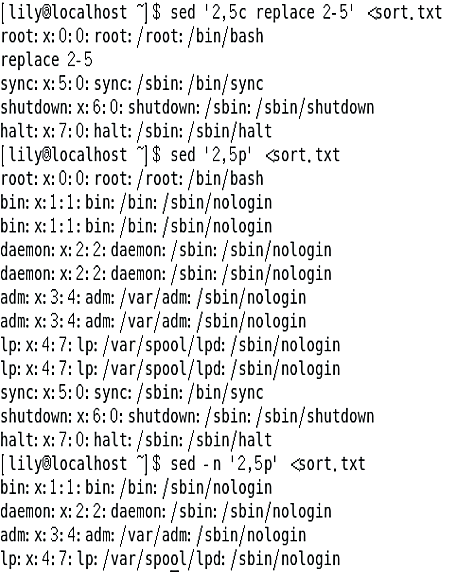 [lily@localhost ~]$ sed '2,5c replace 2-5' <sort.txt
root:x:0:0:root:/root:/bin/bash
replace 2-5
sync:x:5:0:sync:/sbin:/bin/sync
shutdown:x:6:0:shutdown:/sbin:/sbin/shutdown
halt:x:7:0:halt:/sbin:/sbin/halt
[lily@localhost ~]$ sed '2,5p' <sort.txt
root:x:0:0:root:/root:/bin/bash
bin:x:1:1:bin:/bin:/sbin/nologin
bin:x:1:1:bin:/bin:/sbin/nologin
daemon:x:2:2:daemon:/sbin:/sbin/nologin
daemon:x:2:2:daemon:/sbin:/sbin/nologin
adm:x:3:4:adm:/var/adm:/sbin/nologin
adm:x:3:4:adm:/var/adm:/sbin/nologin
lp:x:4:7:lp:/var/spool/lpd:/sbin/nologin
lp:x:4:7:lp:/var/spool/lpd:/sbin/nologin
sync:x:5:0:sync:/sbin:/bin/sync
shutdown:x:6:0:shutdown:/sbin:/sbin/shutdown
halt:x:7:0:halt:/sbin:/sbin/halt
[lily@localhost ~]$ sed -n '2,5p' <sort.txt
bin:x:1:1:bin:/bin:/sbin/nologin
daemon:x:2:2:daemon:/sbin:/sbin/nologin
adm:x:3:4:adm:/var/adm:/sbin/nologin
lp:x:4:7:lp:/var/spool/lpd:/sbin/nologin